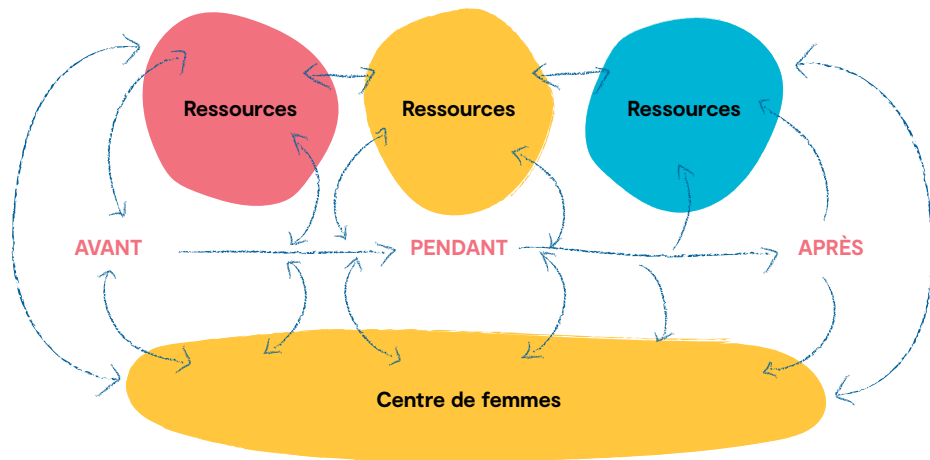 Ressources
Ressources
Ressources
AVANT
PENDANT
APRÈS
Centre de femmes